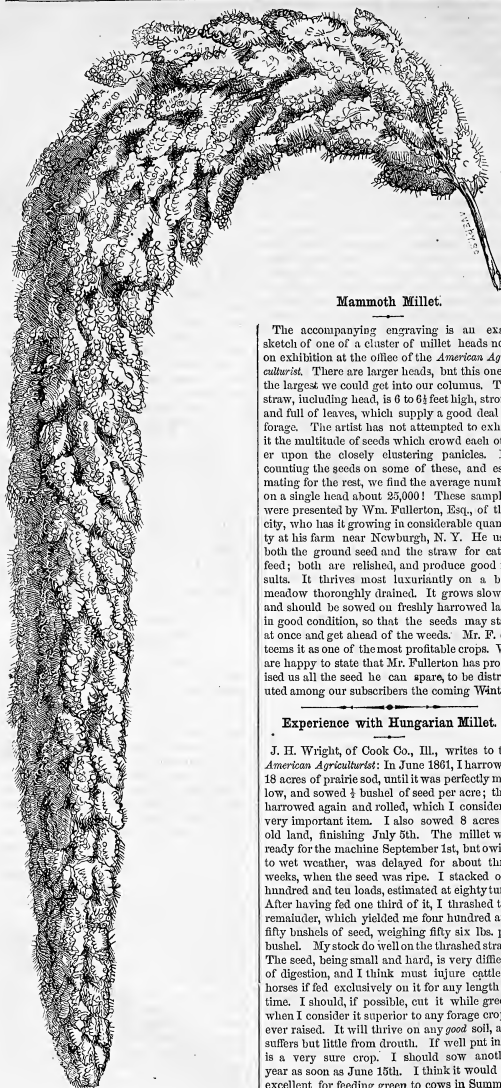 AVERY.SC
Mammoth Millet.
The accompanying engraving is an exa
sketch of one of a cluster of millet heads no
on exhibition at the office of the American Ag
culturist. There are larger heads, but this one
the largest we could get into our columus. T
straw, including head, is 6 to 6½ feet high, stro
and full of leaves, which supply a good deal
forage. The artist has not attempted to exh
it the multitude of seeds which crowd each o
er upon the closely clustering panicles. I
counting the seeds on some of these, and es
mating for the rest, we find the average numb
on a single head about 25,000! These sampl
were presented by Wm. Fullerton, Esq., of th
city, who has it growing in considerable quan
ty at his farm near Newburgh, N. Y. He us
both the ground seed and the straw for cat
feed; both are relished, and produce good
sults. It thrives most luxuriantly on a b
meadow thoroughly drained. It grows slow
and should be sowed on freshly harrowed la
in good condition, so that the seeds may sta
at once and get ahead of the weeds. Mr. F.
teems it as one of the most profitable crops. W
are happy to state that Mr. Fullerton has pro
ised us all the seed he can spare, to be distr
uted among our subscribers the coming Wint
Experience with Hungarian Millet.
J. H. Wright, of Cook Co., Ill., writes to t
American Agriculturist: In June 1861, I harrow
18 acres of prairie sod, until it was perfectly m
low, and sowed ½ bushel of seed per acre; th
harrowed again and rolled, which I consider
very important item. I also sowed 8 acres
old land, finishing July 5th. The millet w
ready for the machine September 1st, but owi
to wet weather, was delayed for about thr
weeks, when the seed was ripe. I stacked o
hundred and ten loads, estimated at eighty tu
After having fed one third of it, I thrashed t
remainder, which yielded me four hundred a
fifty bushels of seed, weighing fifty six lbs. p
bushel. My stock do well on the thrashed stra
The seed, being small and hard, is very diffic
of digestion, and I think must injure cattle
horses if fed exclusively on it for any length
time. I should, if possible, cut it while gree
when I consider it superior to any forage cro
ever raised. It will thrive on any good soil, a
suffers but little from drouth. If well put in
is a very sure crop. I should sow anoth
year as soon as June 15th. I think it would
excellent for feeding green to cows in Summ